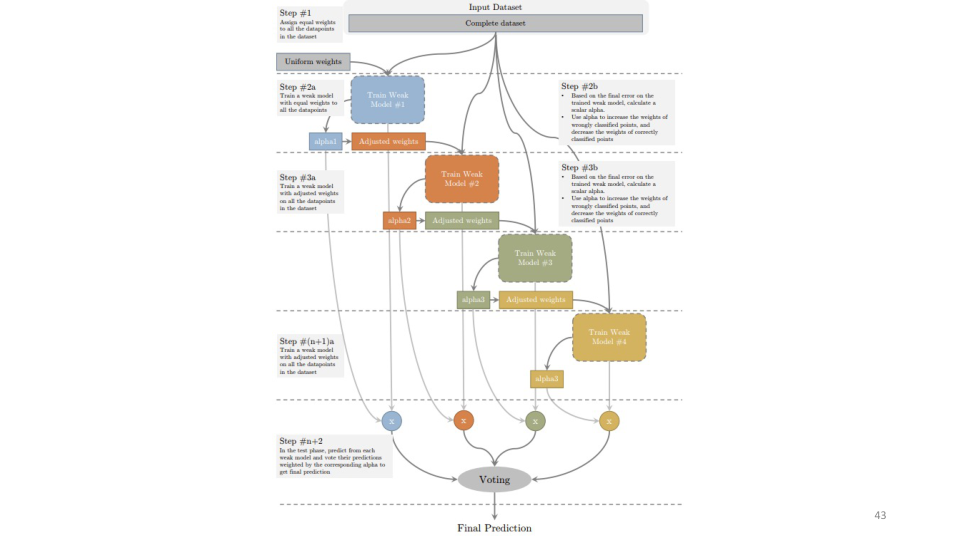 Input Dataset
Complete dataset
Step #1
Assign equal weights
to all the datapoints
in the dataset
Uniform weights
Step #2a
Train a weak model
with equal weights to
all the datapoints
Train Weak
Model #1
Step #2b
• Based on the final error on the
trained weak model, calculate a
scalar alpha.
• Use alpha to increase the weights of
wrongly classified points, and
decrease the weights of correctly
classified points
alpha1
Adjusted weights
Step #3a
Train a weak model
with adjusted weights
on all the datapoints
in the dataset
Train Weak
Model #2
Step #3b
• Based on the final error on the
trained weak model, calculate a
scalar alpha.
• Use alpha to increase the weights of
wrongly classified points, and
decrease the weights of correctly
classified points
alpha2
Adjusted weights
Train Weak
Model #3
alpha3
Adjusted weights
Step #(n+1)a
Train a weak model
with adjusted weights
on all the datapoints
in the dataset
Train Weak
Model #4
alpha3
x
x
x
x
Step #n+2
In the test phase, predict from each
weak model and vote their predictions
weighted by the corresponding alpha to
get final prediction
Voting
Final Prediction
43